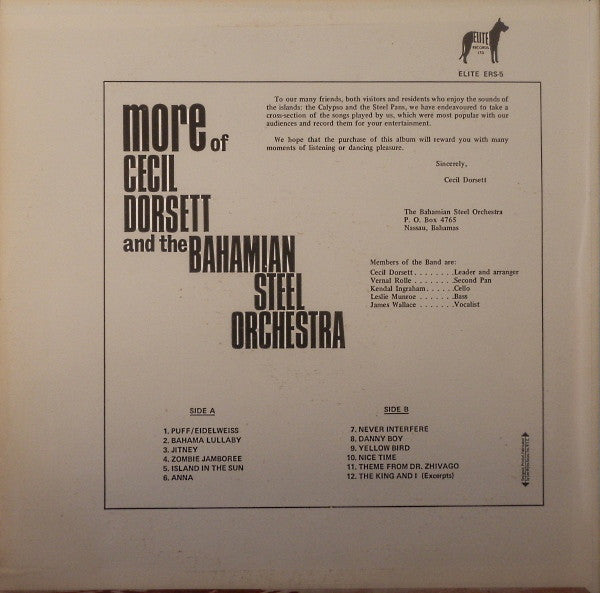 ELITE
RECORDS
LTD.
ELITE ERS-5
more of
CECIL
DORSETT
and the BAHAMIAN
STEEL
ORCHESTRA
To our many friends, both visitors and residents who enjoy the sounds of
the islands: the Calypso and the Steel Pans, we have endeavoured to take a
cross-section of the songs played by us, which were most popular with our
audiences and record them for your entertainment.
We hope that the purchase of this album will reward you with many
moments of listening or dancing pleasure.
Sincerely,
Cecil Dorsett
The Bahamian Steel Orchestra
P. O. Box 4765
Nassau, Bahamas
Members of the Band are:
Cecil Dorsett . . . . . . . Leader and arranger
Vernal Rolle . . . . . . . Second Pan
Kendal Ingraham . . . . . . Cello
Leslie Munroe . . . . . . . Bass
James Wallace . . . . . . . Vocalist
SIDE A
1. PUFF/EIDELWEISS
2. BAHAMA LULLABY
3. JITNEY
4. ZOMBIE JAMBOREE
5. ISLAND IN THE SUN
6. ANNA
SIDE B
7. NEVER INTERFERE
8. DANNY BOY
9. YELLOW BIRD
10. NICE TIME
11. THEME FROM DR. ZHIVAGO
12. THE KING AND I (Excerpts)